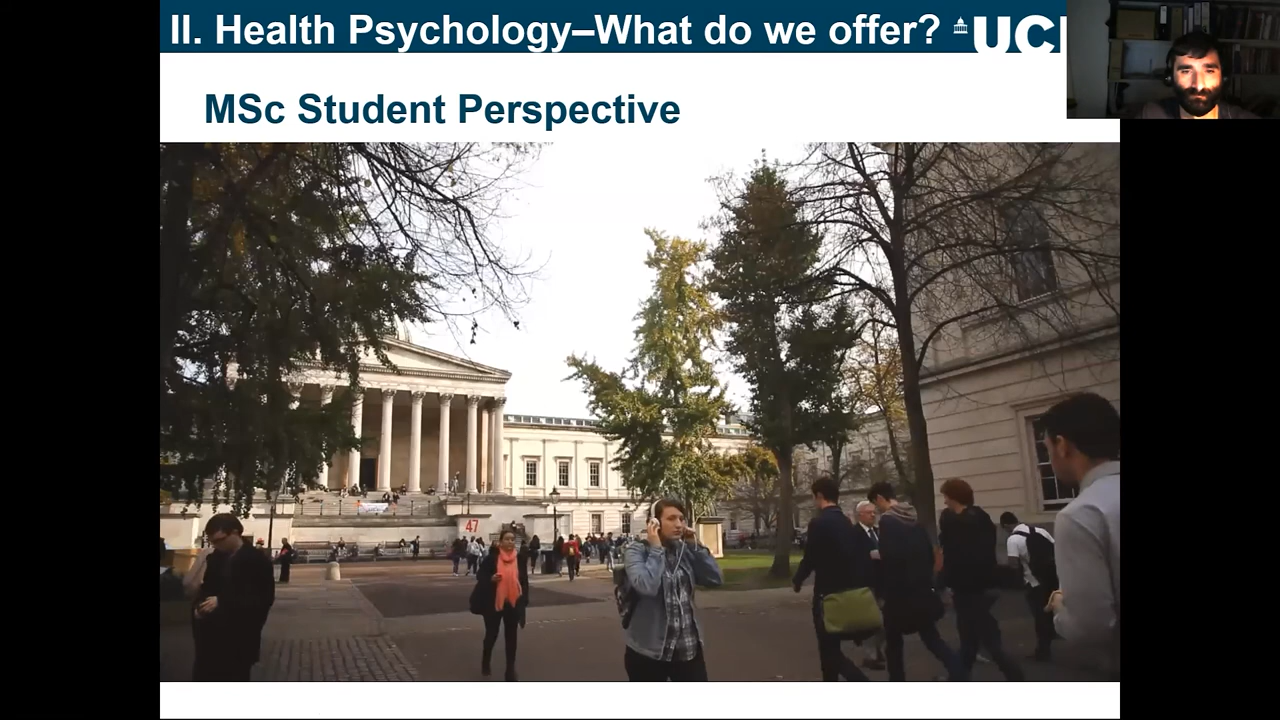 II. Health Psychology–What do we offer?
UCL
MSc Student Perspective
47